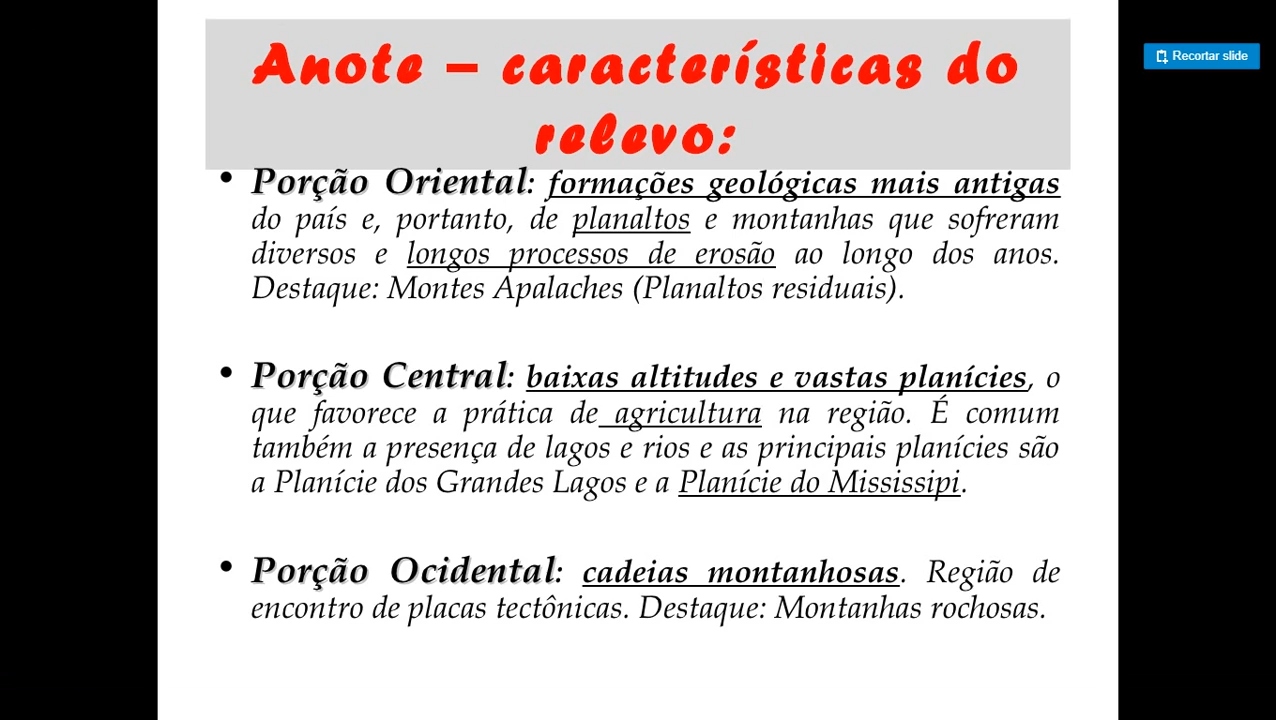 Anote – características do
relevo:
Recortar slide
• Porção Oriental: formações geológicas mais antigas
do país e, portanto, de planaltos e montanhas que sofreram
diversos e longos processos de erosão ao longo dos anos.
Destaque: Montes Apalaches (Planaltos residuais).
• Porção Central: baixas altitudes e vastas planícies, o
que favorece a prática de agricultura na região. É comum
também a presença de lagos e rios e as principais planícies são
a Planície dos Grandes Lagos e a Planície do Mississipi.
• Porção Ocidental: cadeias montanhosas. Região de
encontro de placas tectônicas. Destaque: Montanhas rochosas.